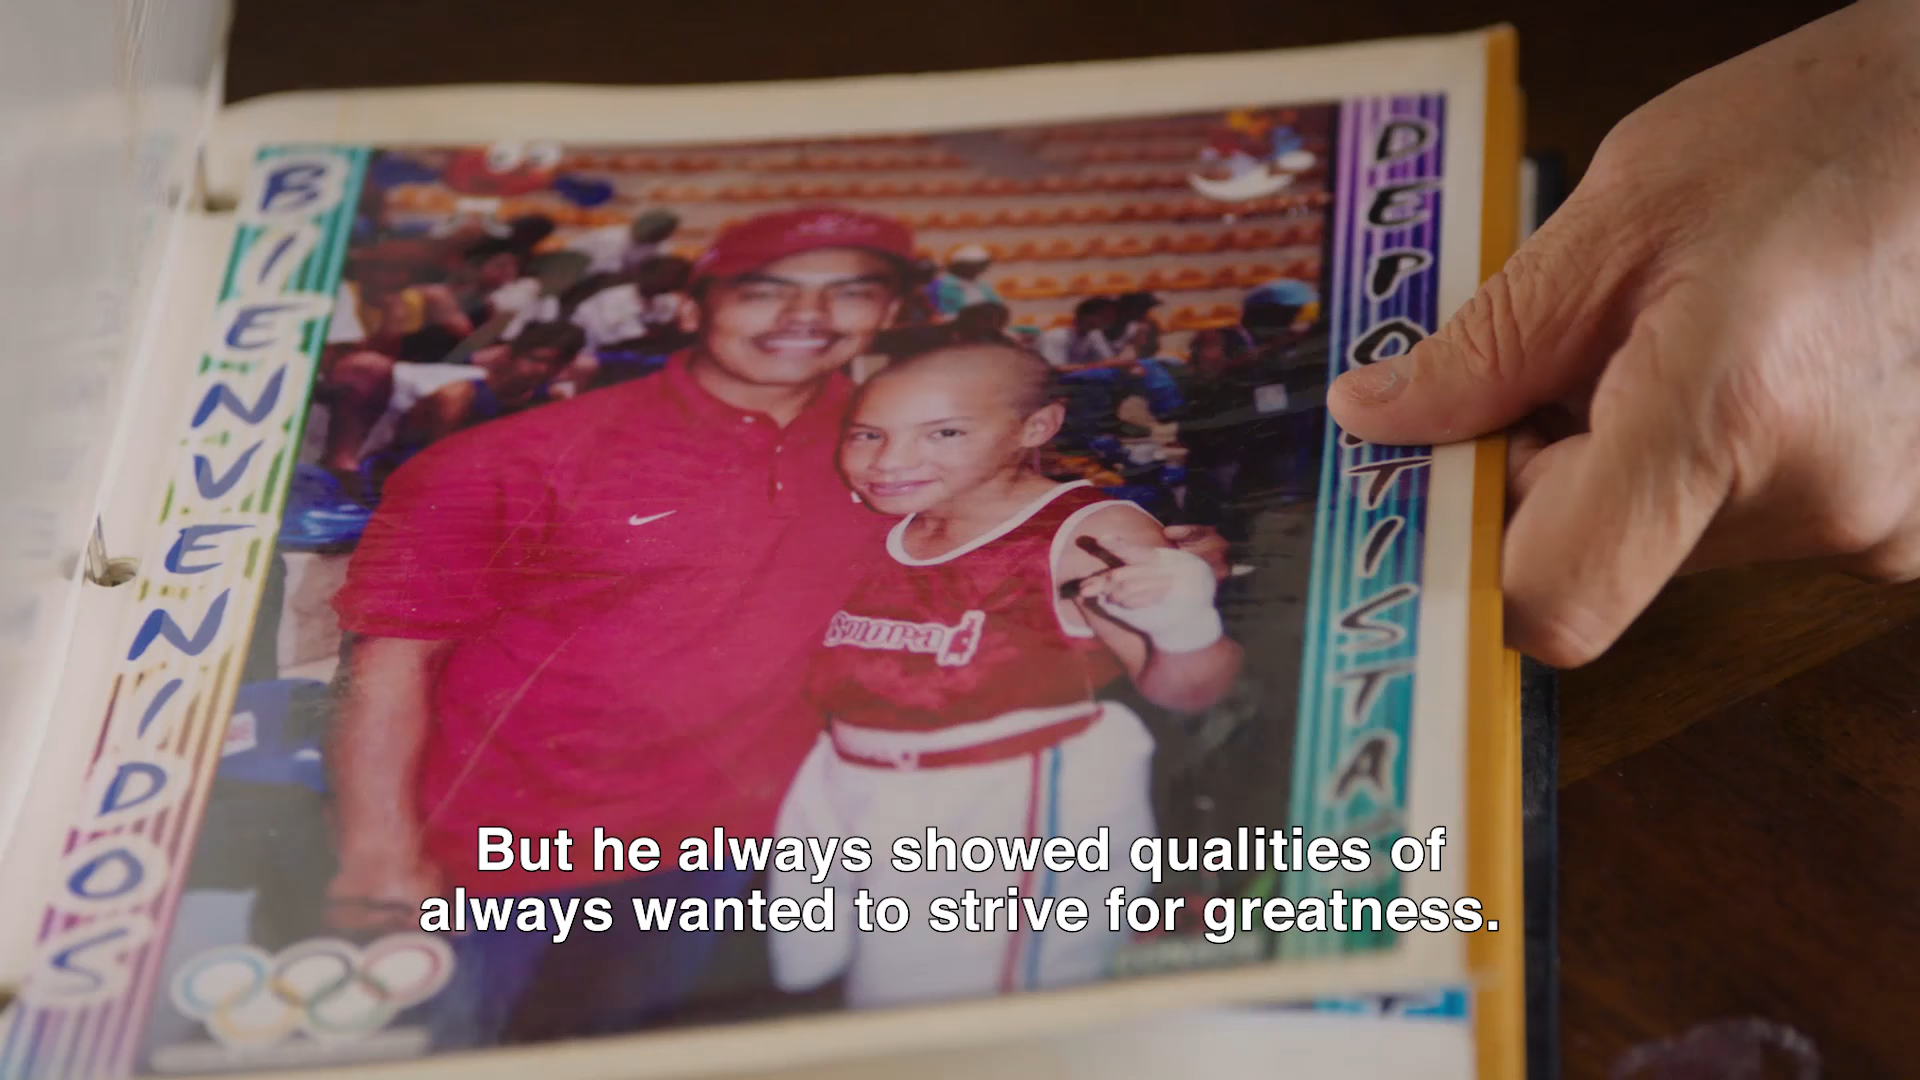 BIENVENIDOS
DEPORTISTAS
Sonora
But he always showed qualities of
always wanted to strive for greatness.